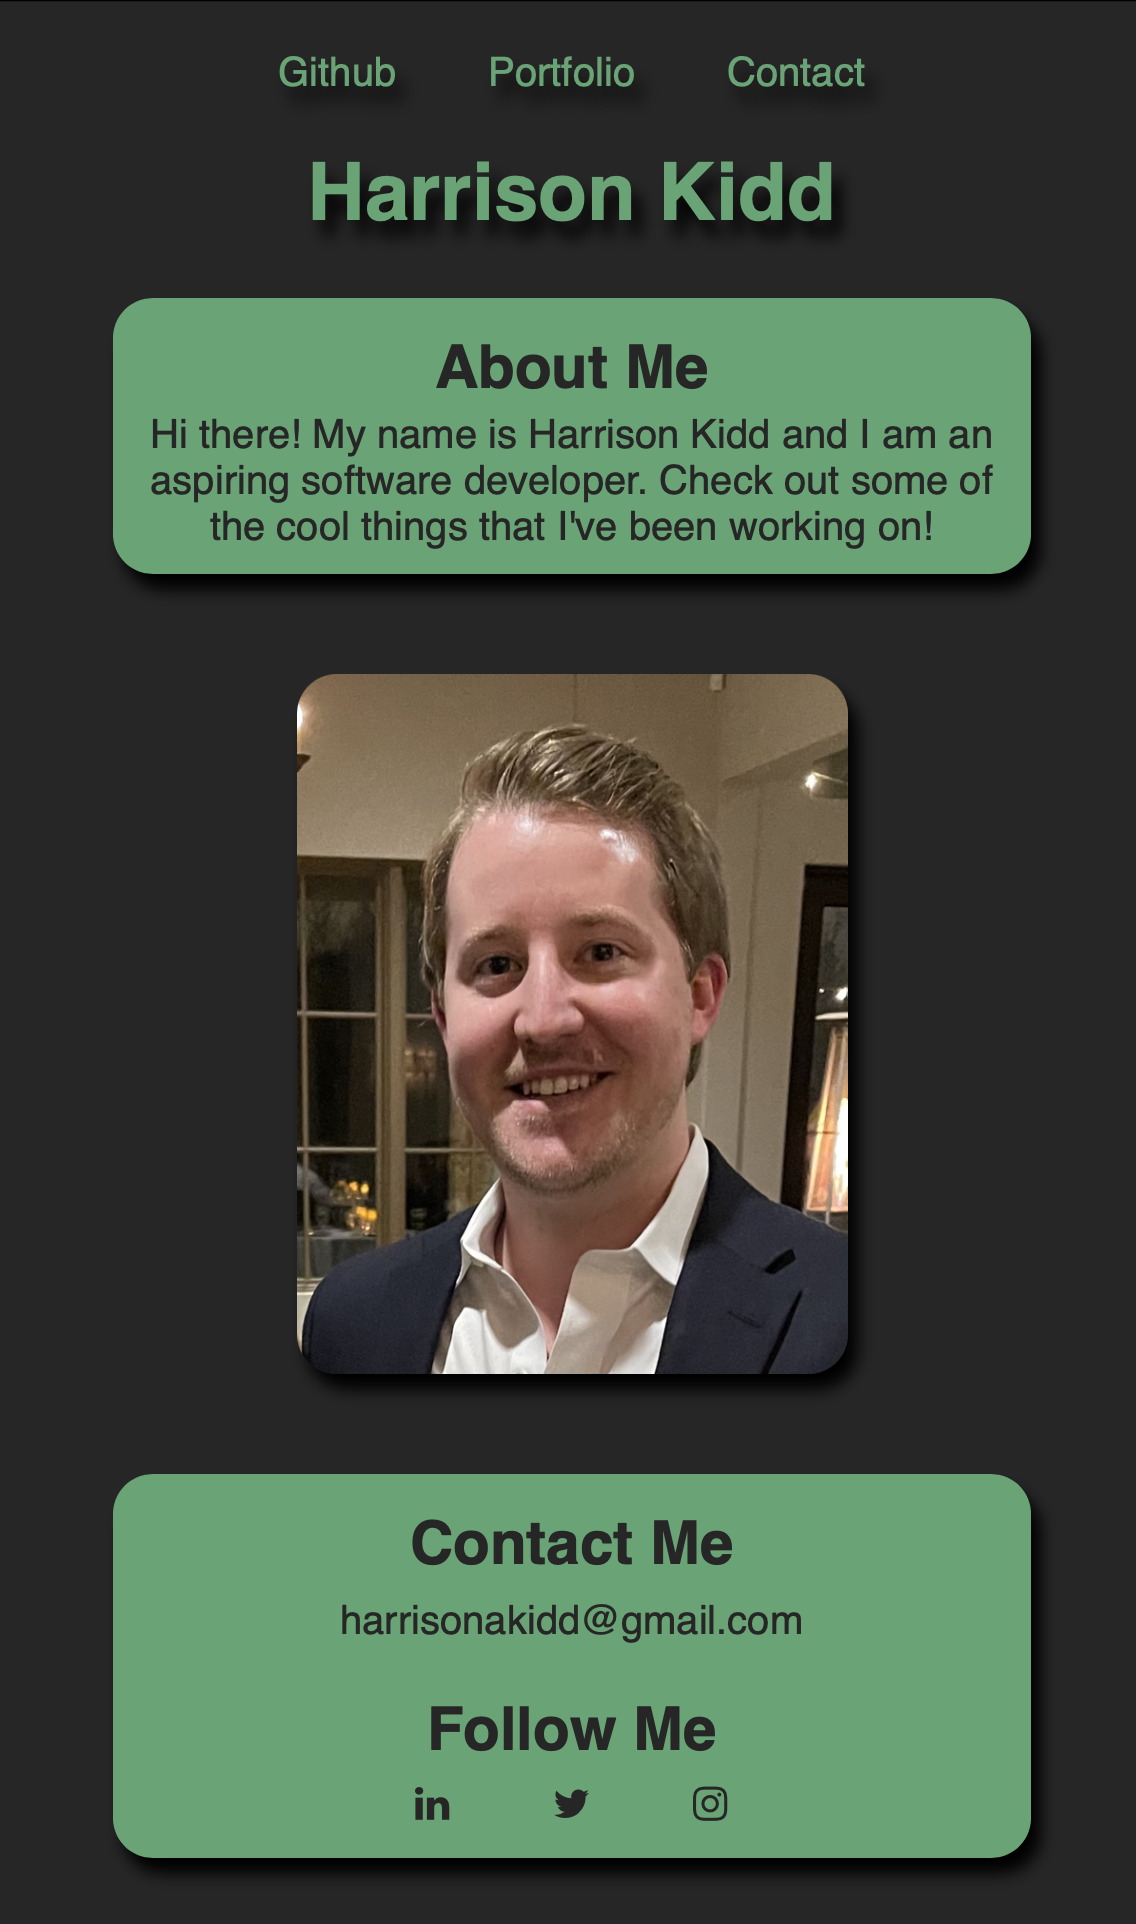 Github Portfolio Contact
Harrison Kidd
About Me
Hi there! My name is Harrison Kidd and I am an
aspiring software developer. Check out some of
the cool things that I've been working on!
Contact Me
harrisonakidd@gmail.com
Follow Me
in